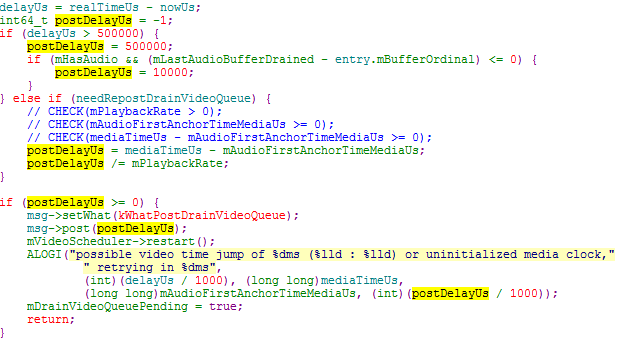 delayUs = realTimeUs - nowUs;
int64_t postDelayUs = -1;
if (delayUs > 500000) {
    postDelayUs = 500000;
    if (mHasAudio && (mLastAudioBufferDrained - entry.mBufferOrdinal) <= 0) {
        postDelayUs = 10000;
    }
} else if (needRepostDrainVideoQueue) {
    // CHECK(mPlaybackRate > 0);
    // CHECK(mAudioFirstAnchorTimeMediaUs >= 0);
    // CHECK(mediaTimeUs - mAudioFirstAnchorTimeMediaUs >= 0);
    postDelayUs = mediaTimeUs - mAudioFirstAnchorTimeMediaUs;
    postDelayUs /= mPlaybackRate;
}

if (postDelayUs >= 0) {
    msg->setWhat(kWhatPostDrainVideoQueue);
    msg->post(postDelayUs);
    mVideoScheduler->restart();
    ALOGI("possible video time jump of %dms (%lld : %lld) or uninitialized media clock,"
        " retrying in %dms",
        (int)(delayUs / 1000), (long long)mediaTimeUs,
        (long long)mAudioFirstAnchorTimeMediaUs, (int)(postDelayUs / 1000));
    mDrainVideoQueuePending = true;
    return;
}